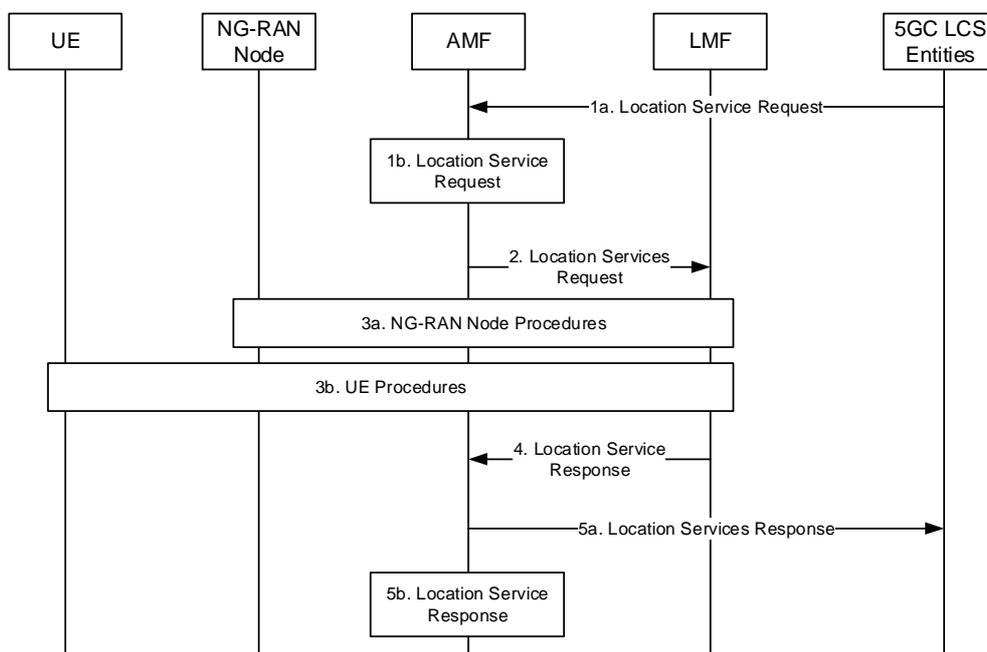 UE
NG-RAN
Node
AMF
LMF
5GC LCS
Entities
1a. Location Service Request
1b. Location Service
Request
2. Location Services
Request
3a. NG-RAN Node Procedures
3b. UE Procedures
4. Location Service
Response
5a. Location Services Response
5b. Location Service
Response